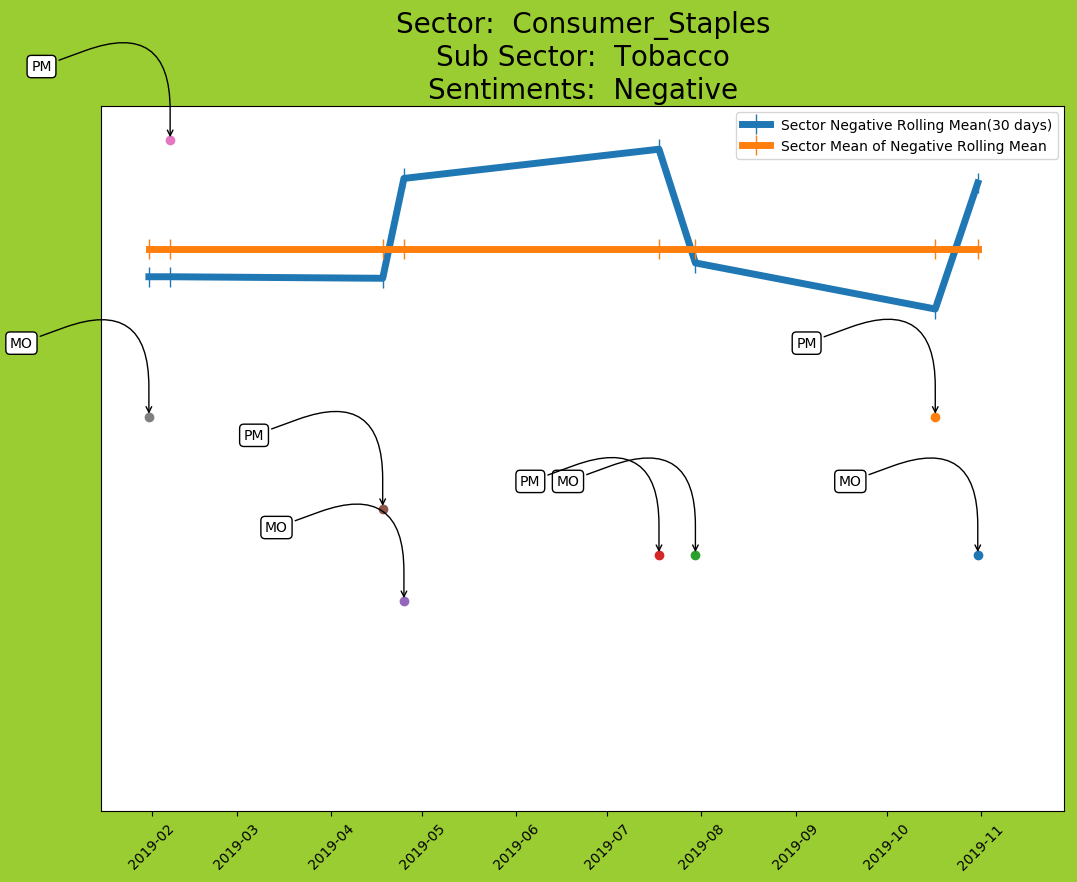 Sector:  Consumer_Staples
Sub Sector:  Tobacco
Sentiments:  Negative
PM
Sector Negative Rolling Mean(30 days)
Sector Mean of Negative Rolling Mean
MO
PM
PM
MO
PM
MO
MO
MO
2019-02
2019-03
2019-04
2019-05
2019-06
2019-07
2019-08
2019-09
2019-10
2019-11